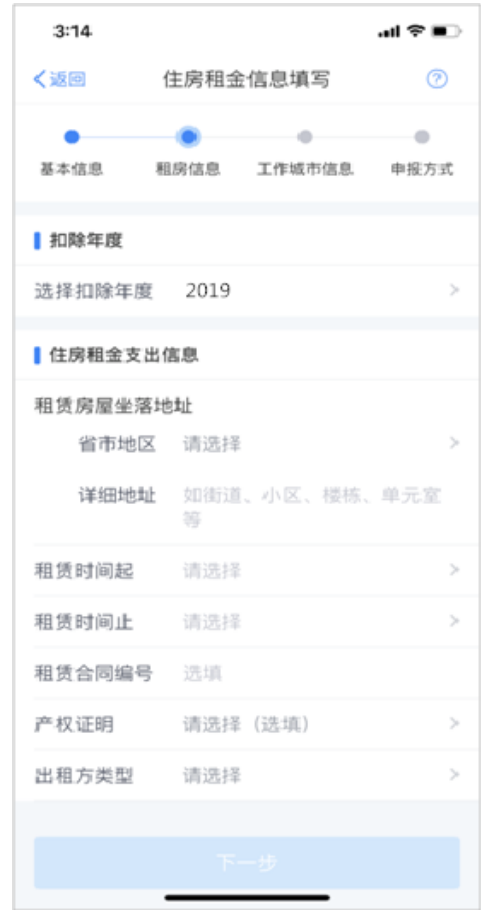 3:14
返回 住房租金信息填写 ?
基本信息 租房信息 工作城市信息 申报方式
扣除年度
选择扣除年度 2019
住房租金支出信息
租赁房屋坐落地址
省市地区 请选择
详细地址 如街道、小区、楼栋、单元室
等
租赁时间起 请选择
租赁时间止 请选择
租赁合同编号 选填
产权证明 请选择（选填）
出租方类型 请选择
下一步